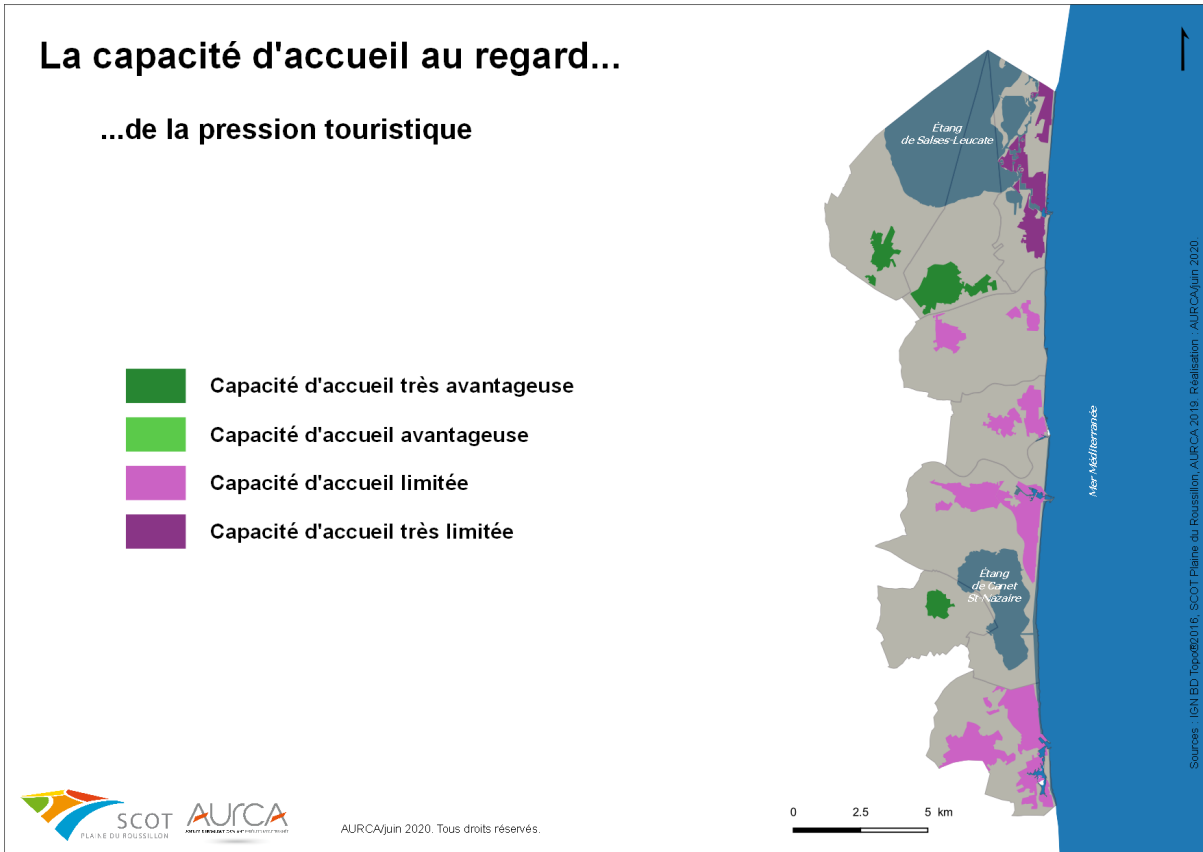 La capacité d'accueil au regard...
...de la pression touristique
Étang
de Salses-Leucate
Capacité d'accueil très avantageuse
Capacité d'accueil avantageuse
Capacité d'accueil limitée
Capacité d'accueil très limitée
Mer Méditerranée
Étang
de Canet
St-Nazaire
Sources : IGN BD Topo®2016, SCOT Plaine du Roussillon, AURCA 2019. Réalisation : AURCA/juin 2020.
SCOT
PLAINE DU ROUSSILLON
AURCA
AURCA/juin 2020. Tous droits réservés.
0 2.5 5 km